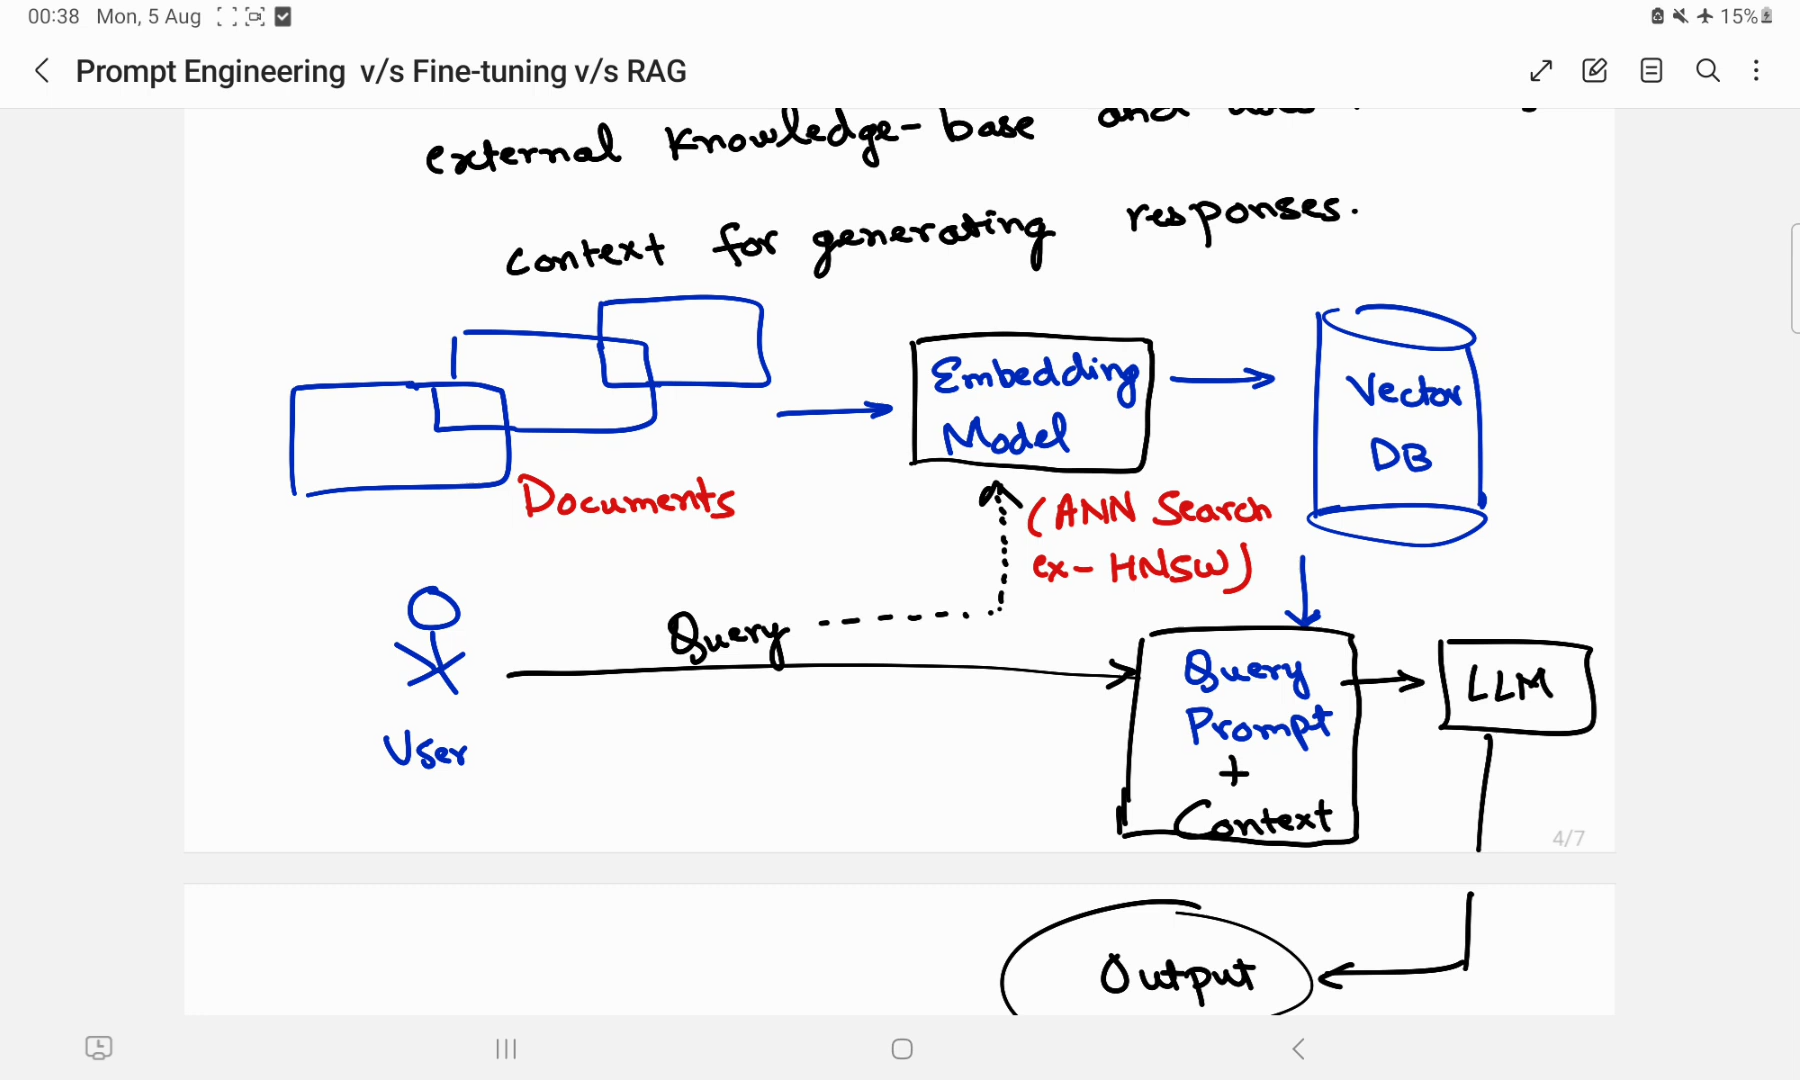 00:38 Mon, 5 Aug 15%
Prompt Engineering v/s Fine-tuning v/s RAG
external knowledge-base and
context for generating responses.
Embedding
Model
Vector
DB
Documents
(ANN Search
ex- HNSW)
Query
User
Query
Prompt
+
Context
LLM
4/7
Output